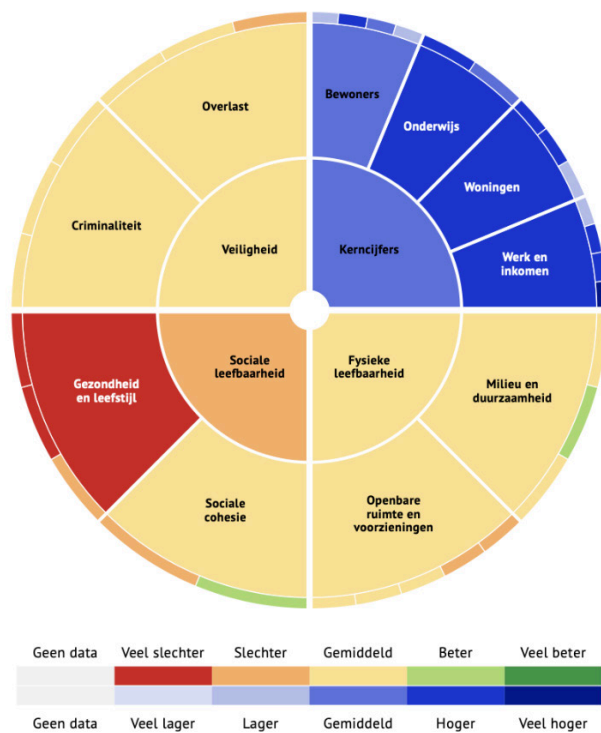 Overlast
Bewoners
Onderwijs
Criminaliteit
Woningen
Veiligheid
Kerncijfers
Werk en
inkomen
Gezondheid
en leefstijl
Sociale
leefbaarheid
Fysieke
leefbaarheid
Milieu en
duurzaamheid
Sociale
cohesie
Openbare
ruimte en
voorzieningen
Geen data Veel slechter Slechter Gemiddeld Beter Veel beter
Geen data Veel lager Lager Gemiddeld Hoger Veel hoger